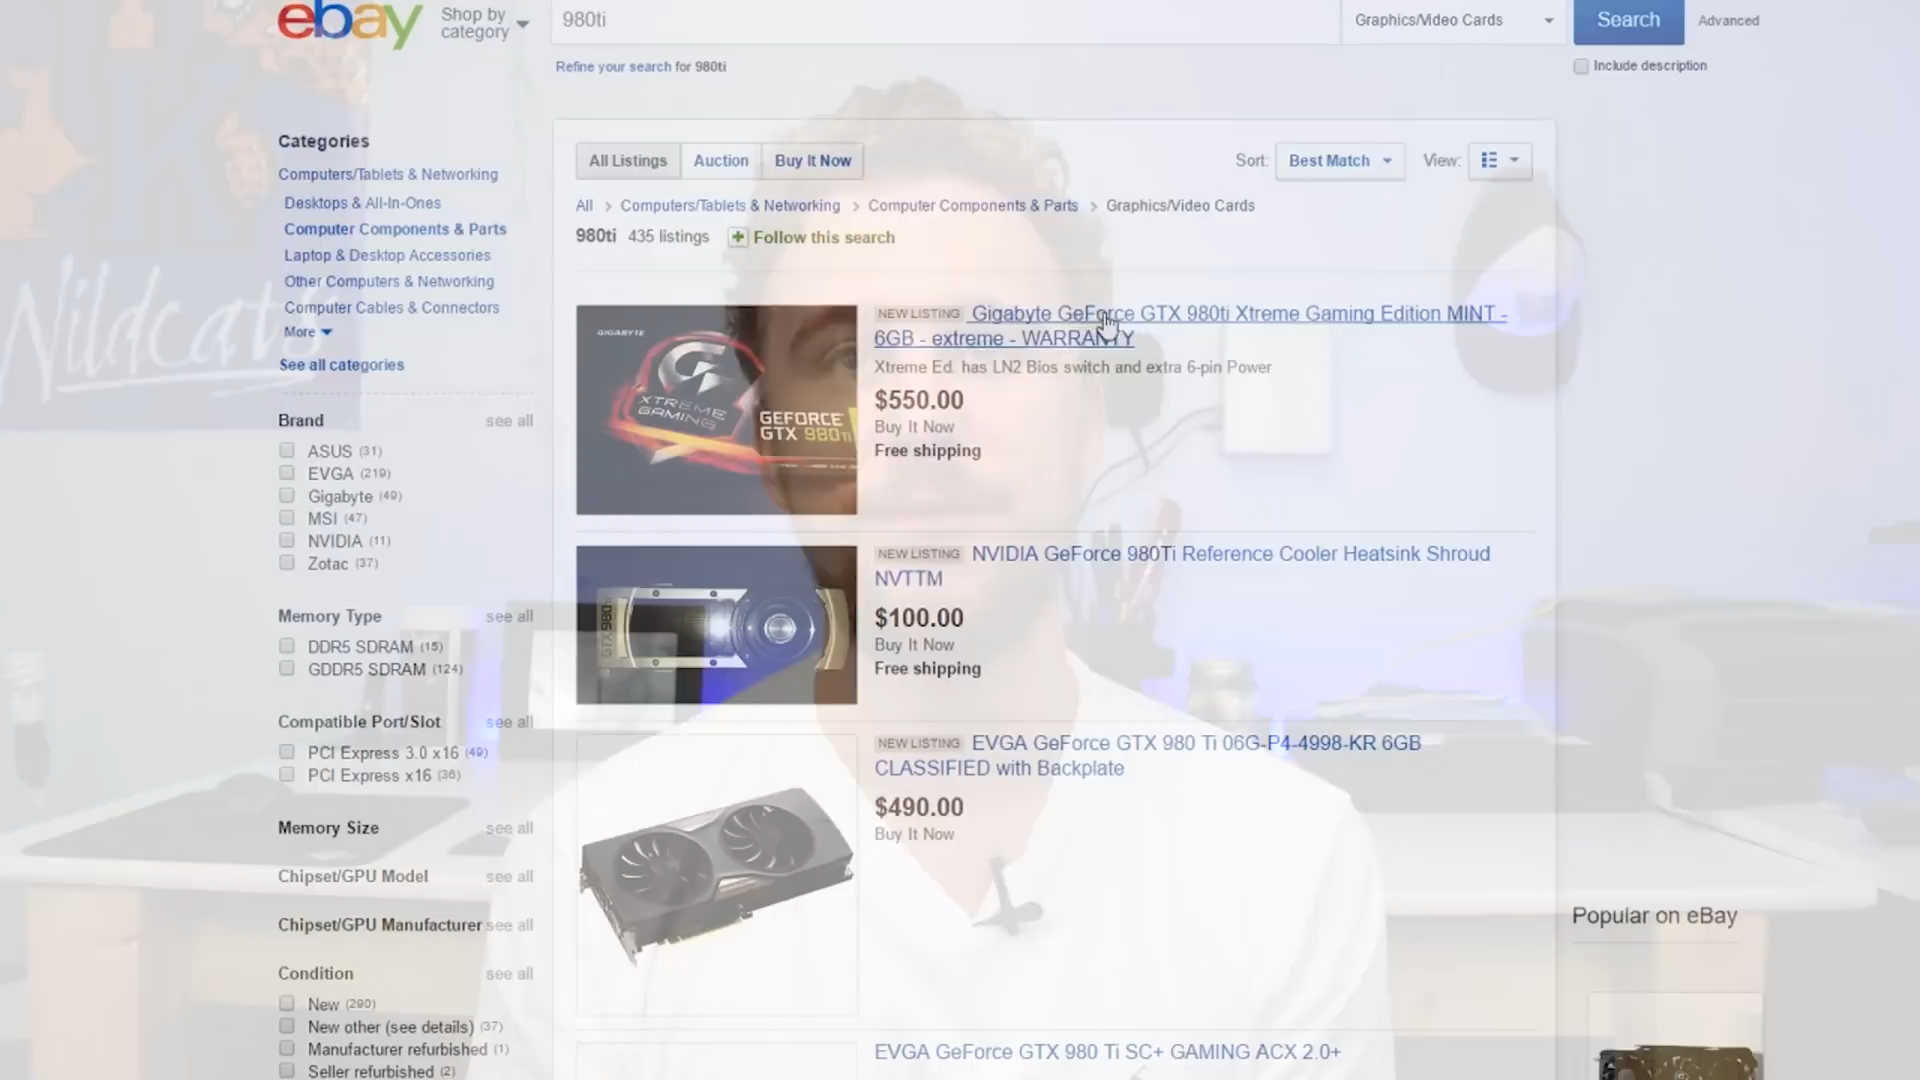 ebay
Shop by
category
980ti
Graphics/Video Cards
Search
Advanced
Refine your search for 980ti
Include description
Categories
Computers/Tablets & Networking
Desktops & All-In-Ones
Computer Components & Parts
Laptop & Desktop Accessories
Other Computers & Networking
Computer Cables & Connectors
More
See all categories
Wildcats
Brand see all
ASUS (31)
EVGA (219)
Gigabyte (49)
MSI (47)
NVIDIA (11)
Zotac (37)
Memory Type see all
DDR5 SDRAM (15)
GDDR5 SDRAM (124)
Compatible Port/Slot see all
PCI Express 3.0 x16 (49)
PCI Express x16 (36)
Memory Size see all
Chipset/GPU Model see all
Chipset/GPU Manufacturer see all
Condition see all
New (290)
New other (see details) (37)
Manufacturer refurbished (1)
Seller refurbished (2)
All Listings Auction Buy It Now
Sort: Best Match View:
All > Computers/Tablets & Networking > Computer Components & Parts > Graphics/Video Cards
980ti 435 listings Follow this search
GIGABYTE
XTREME
GAMING
GEFORCE
GTX 980Ti
NEW LISTING Gigabyte GeForce GTX 980ti Xtreme Gaming Edition MINT -
6GB - extreme - WARRANTY
Xtreme Ed. has LN2 Bios switch and extra 6-pin Power
$550.00
Buy It Now
Free shipping
GTX980
NEW LISTING NVIDIA GeForce 980Ti Reference Cooler Heatsink Shroud
NVTTM
$100.00
Buy It Now
Free shipping
NEW LISTING EVGA GeForce GTX 980 Ti 06G-P4-4998-KR 6GB
CLASSIFIED with Backplate
$490.00
Buy It Now
EVGA GeForce GTX 980 Ti SC+ GAMING ACX 2.0+
Popular on eBay